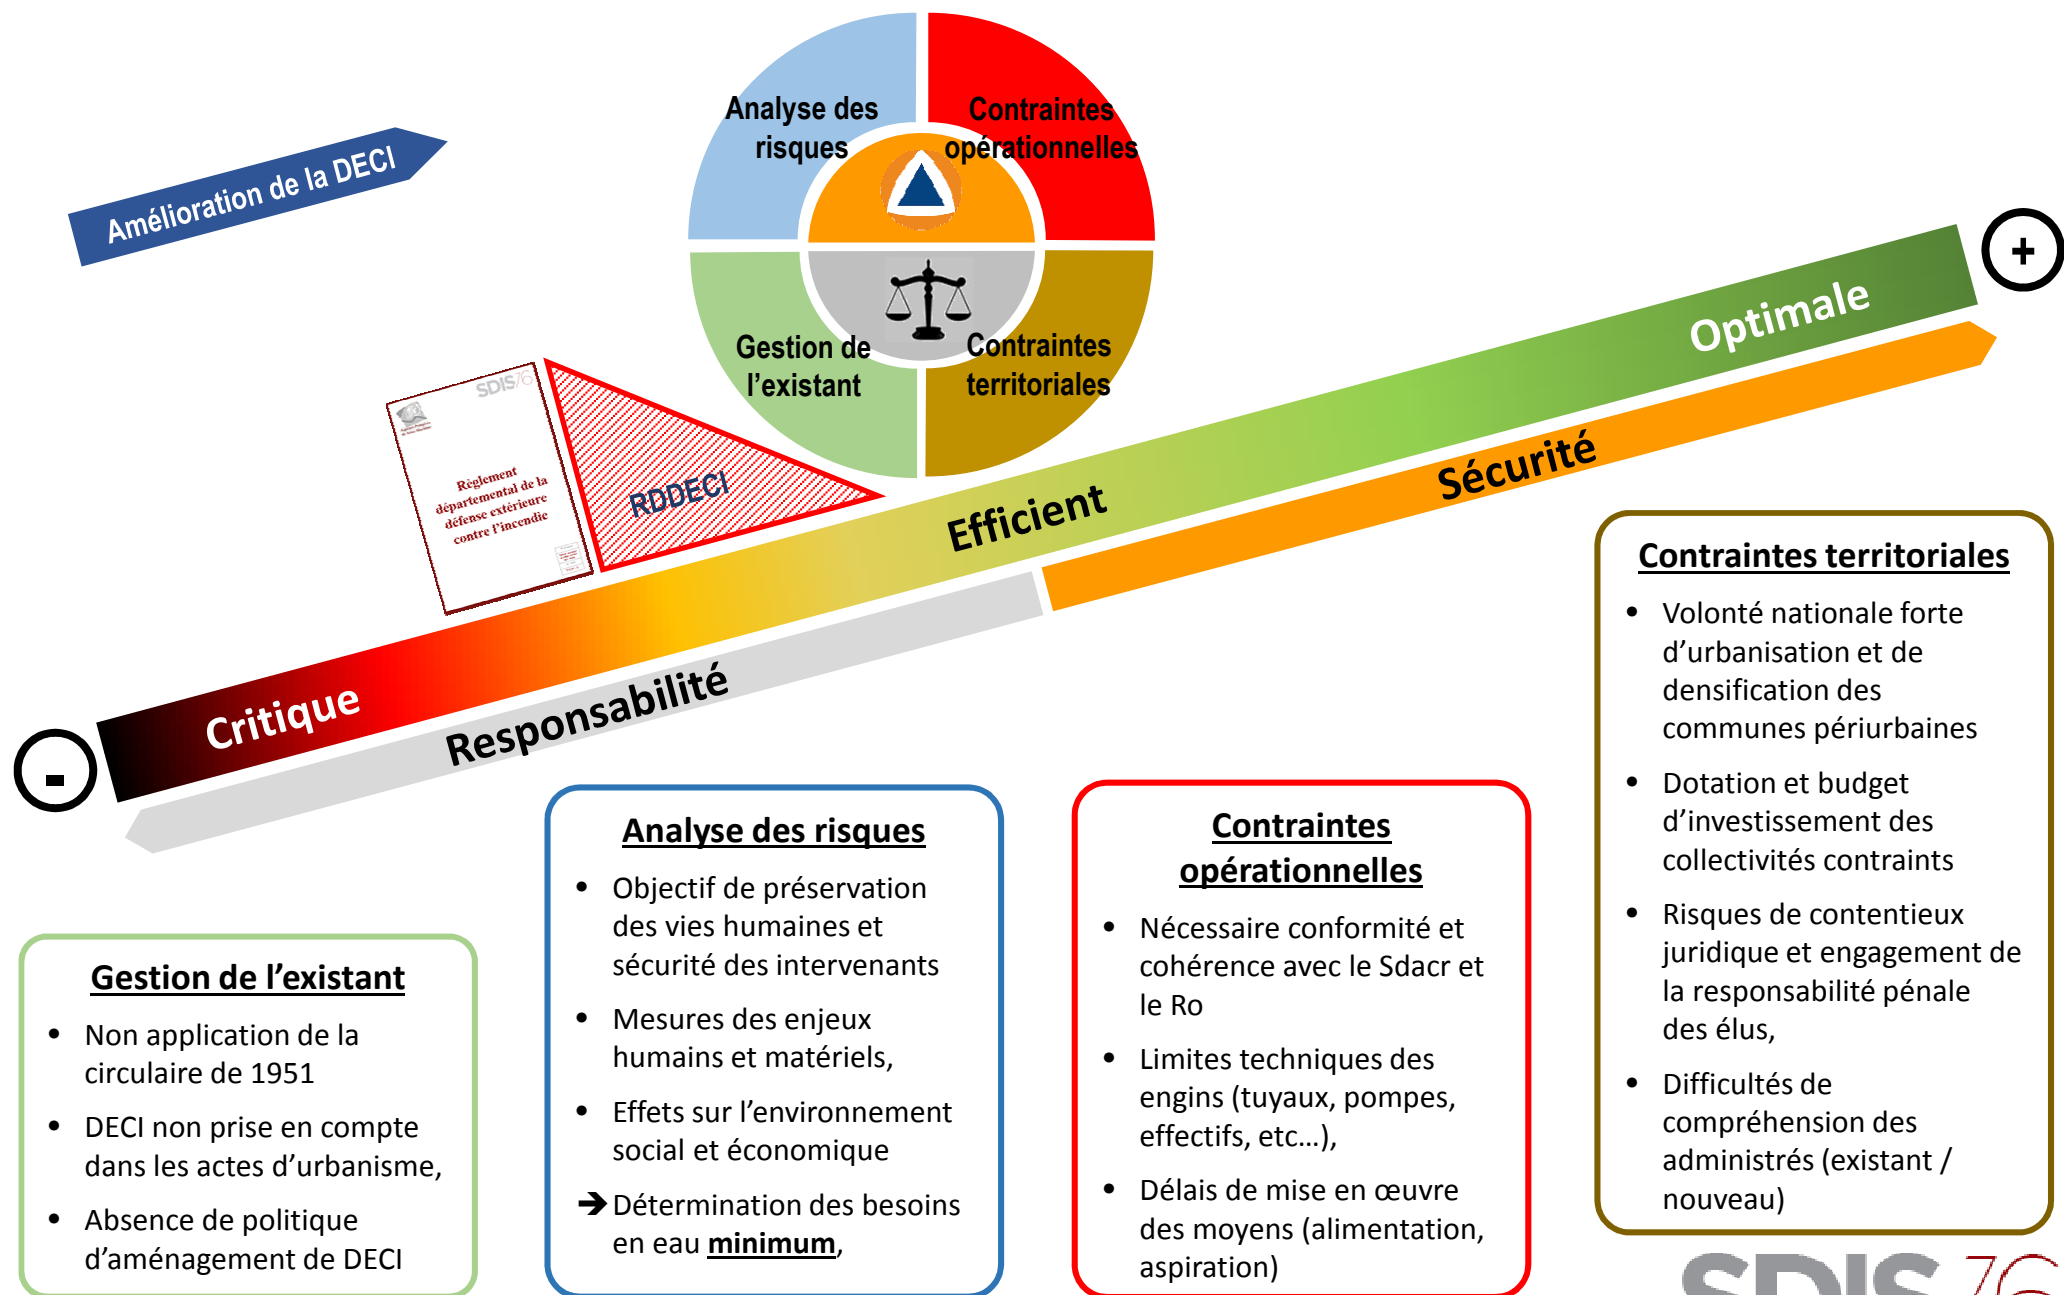 Analyse des
risques
Contraintes
opérationnelles
Gestion de
l'existant
Contraintes
territoriales
Amélioration de la DECI
+
Optimale
Sécurité
Efficient
SDIS76
Règlement
départemental de la
défense extérieure
contre l'incendie
RDDECI
Critique
Responsabilité
-
Gestion de l'existant
• Non application de la
circulaire de 1951
• DECI non prise en compte
dans les actes d'urbanisme,
• Absence de politique
d'aménagement de DECI
Analyse des risques
• Objectif de préservation
des vies humaines et
sécurité des intervenants
• Mesures des enjeux
humains et matériels,
• Effets sur l'environnement
social et économique
➔ Détermination des besoins
en eau minimum,
Contraintes
opérationnelles
• Nécessaire conformité et
cohérence avec le Sdacr et
le Ro
• Limites techniques des
engins (tuyaux, pompes,
effectifs, etc…),
• Délais de mise en œuvre
des moyens (alimentation,
aspiration)
Contraintes territoriales
• Volonté nationale forte
d'urbanisation et de
densification des
communes périurbaines
• Dotation et budget
d'investissement des
collectivités contraints
• Risques de contentieux
juridique et engagement de
la responsabilité pénale
des élus,
• Difficultés de
compréhension des
administrés (existant /
nouveau)
SDIS 76